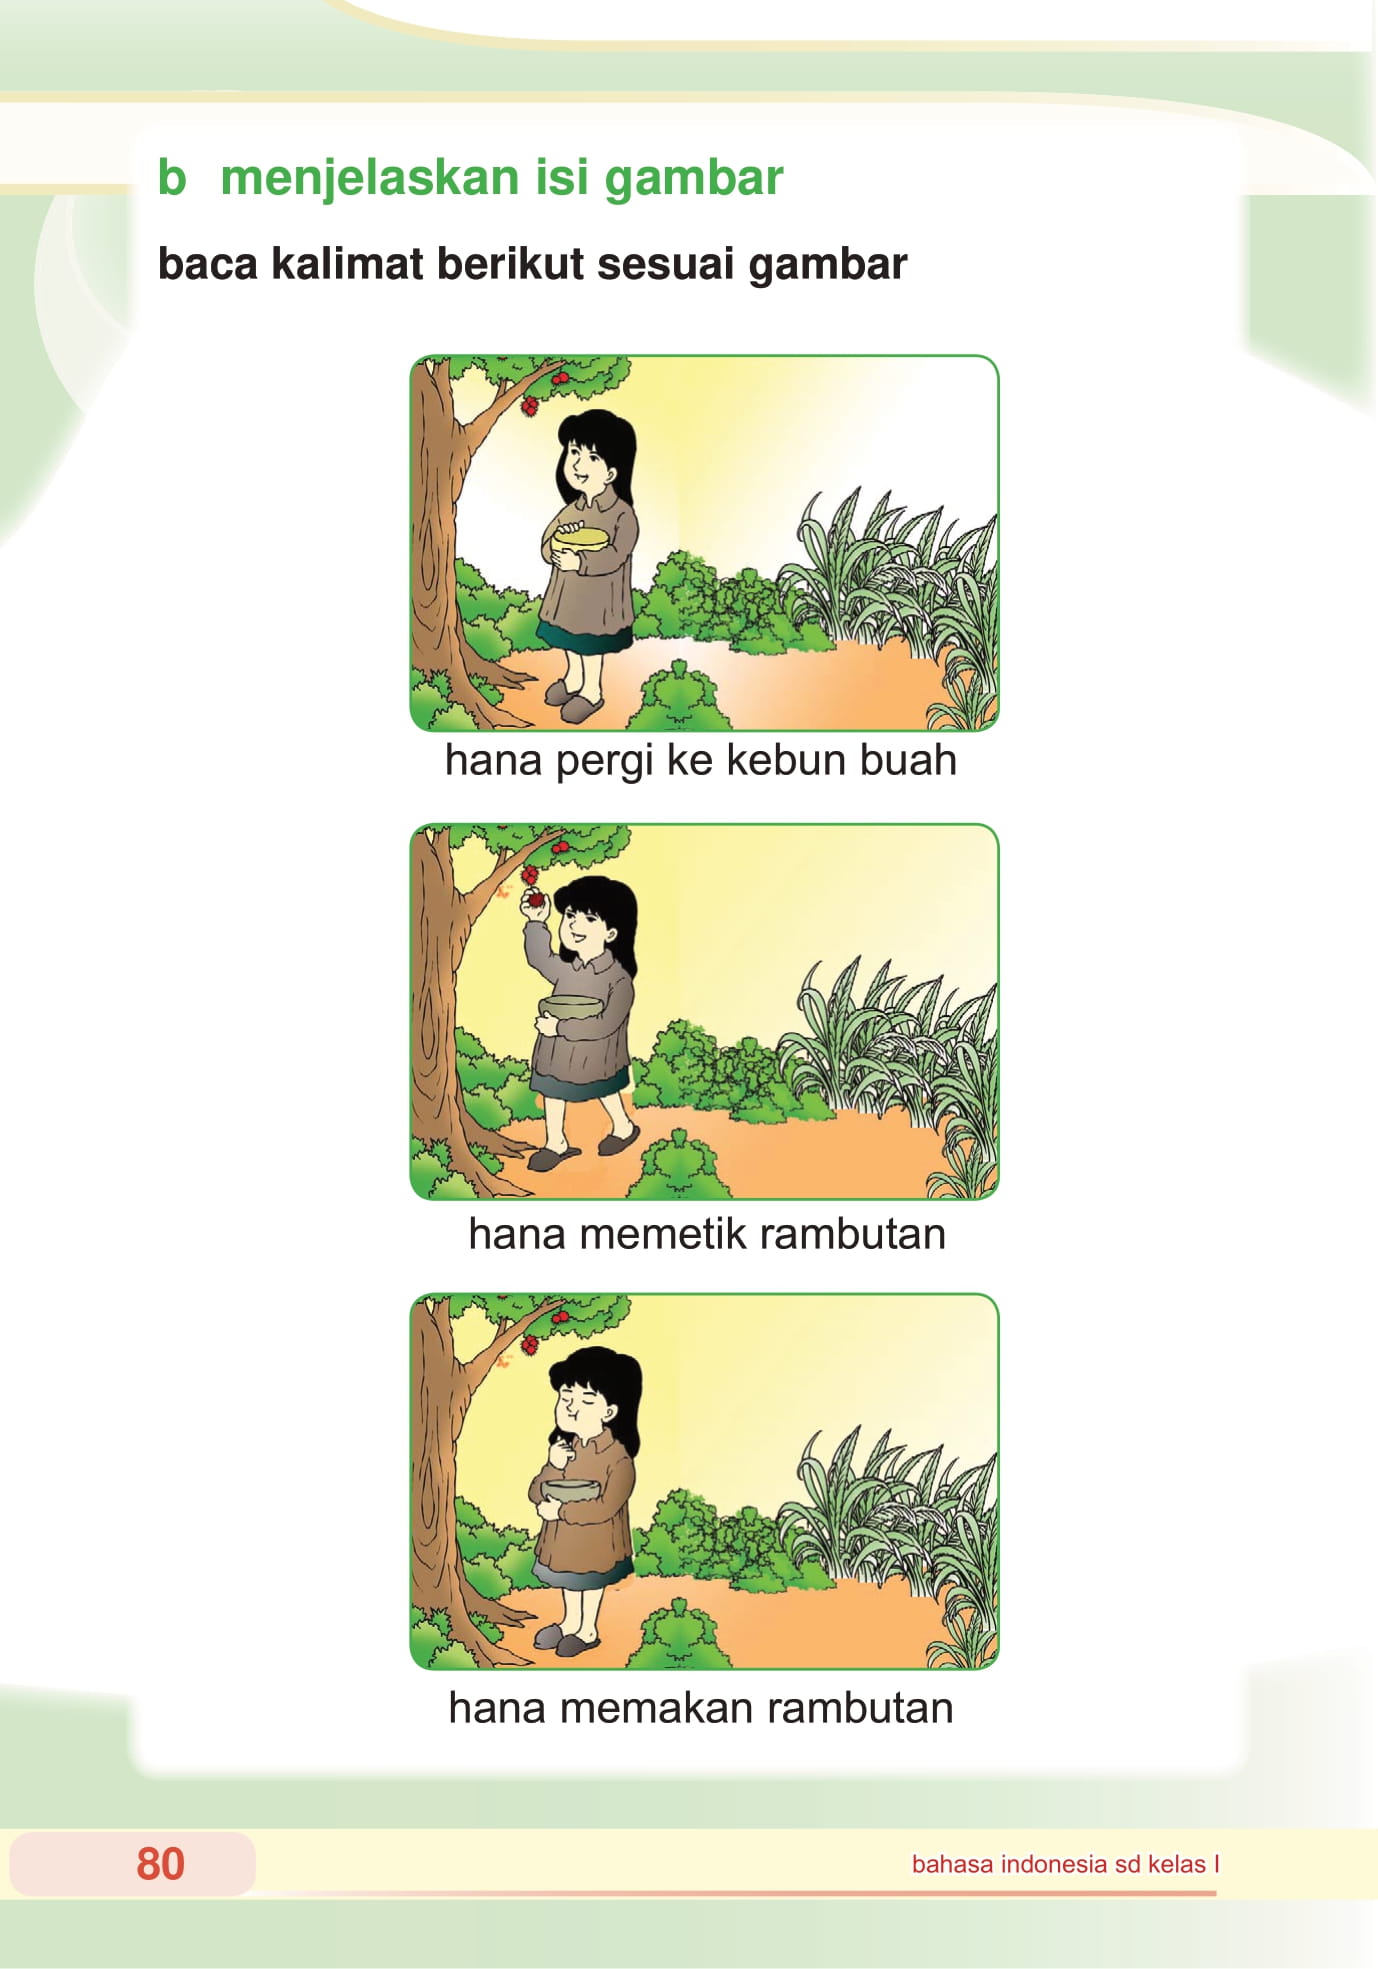 b menjelaskan isi gambar
baca kalimat berikut sesuai gambar
hana pergi ke kebun buah
hana memetik rambutan
hana memakan rambutan
80
bahasa indonesia sd kelas I